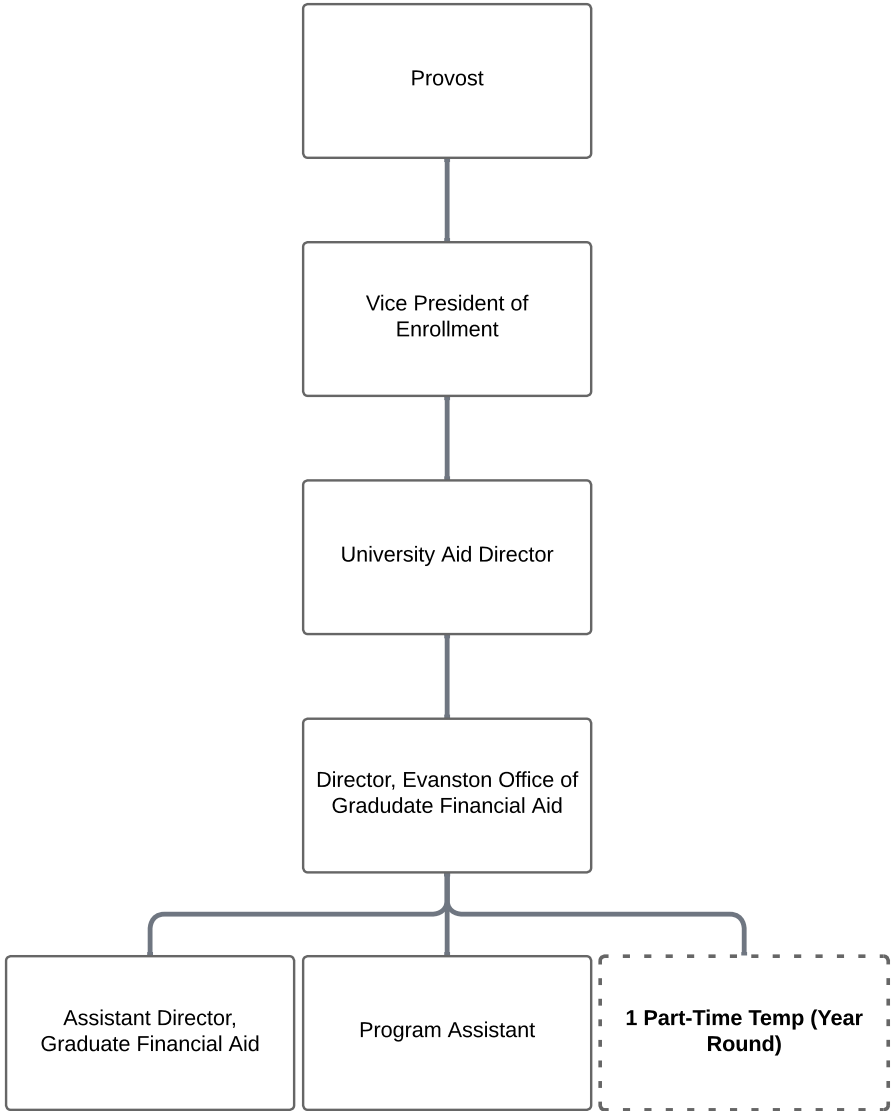 Provost
Vice President of
Enrollment
University Aid Director
Director, Evanston Office of
Gradudate Financial Aid
Assistant Director,
Graduate Financial Aid
Program Assistant
1 Part-Time Temp (Year
Round)